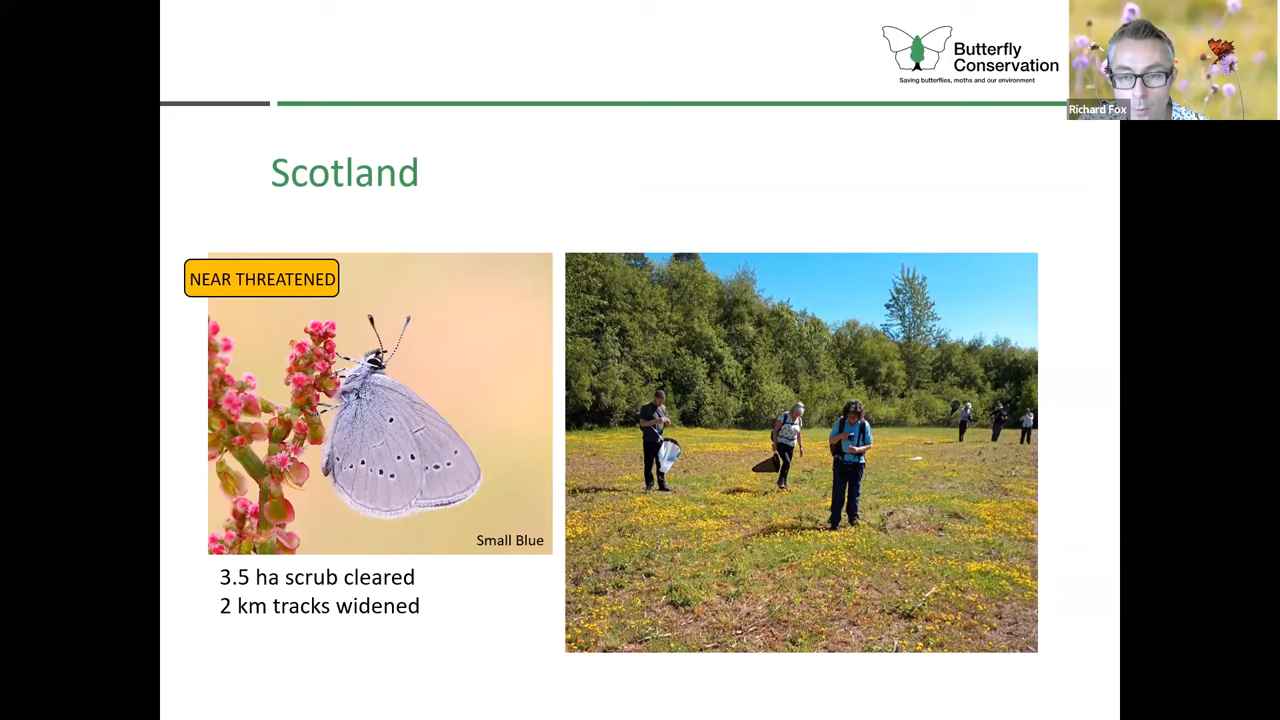 Butterfly
Conservation
Saving butterflies, moths and our environment
Richard Fox
Scotland
NEAR THREATENED
Small Blue
3.5 ha scrub cleared
2 km tracks widened